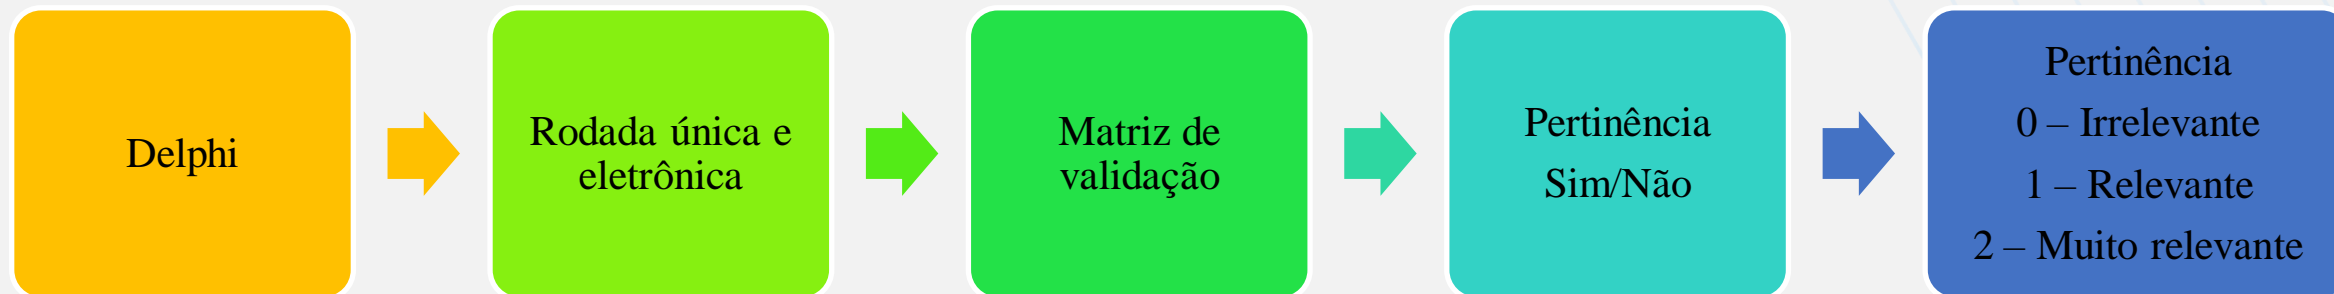 Delphi
Rodada única e
eletrônica
Matriz de
validação
Pertinência
Sim/Não
Pertinência
0 – Irrelevante
1 – Relevante
2 – Muito relevante